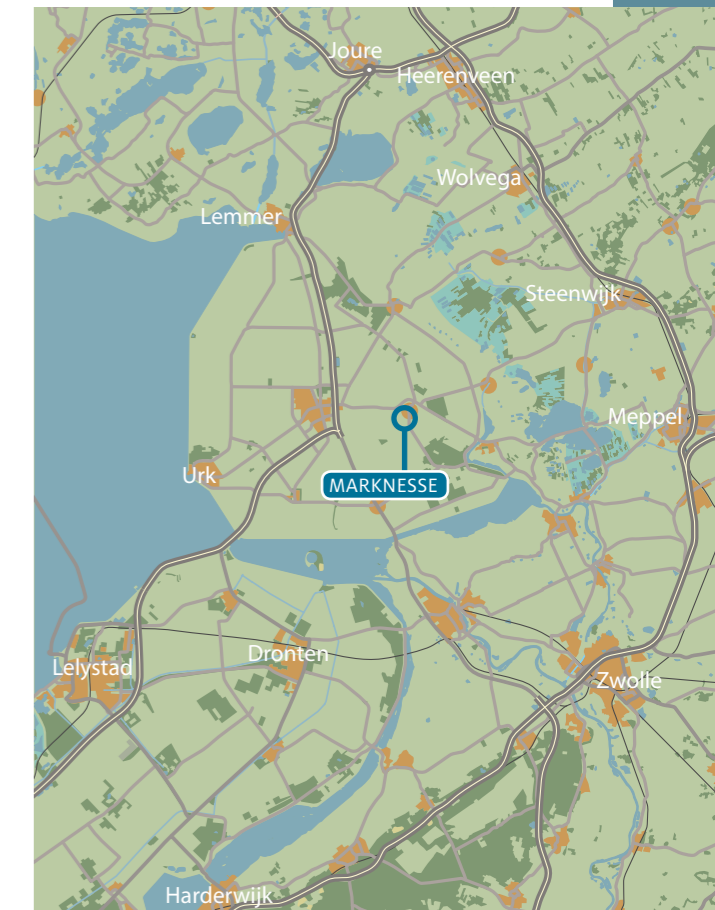 Joure
Heerenveen
Wolvega
Lemmer
Steenwijk
Meppel
Urk
MARKNESSE
Dronten
Lelystad
Zwolle
Harderwijk